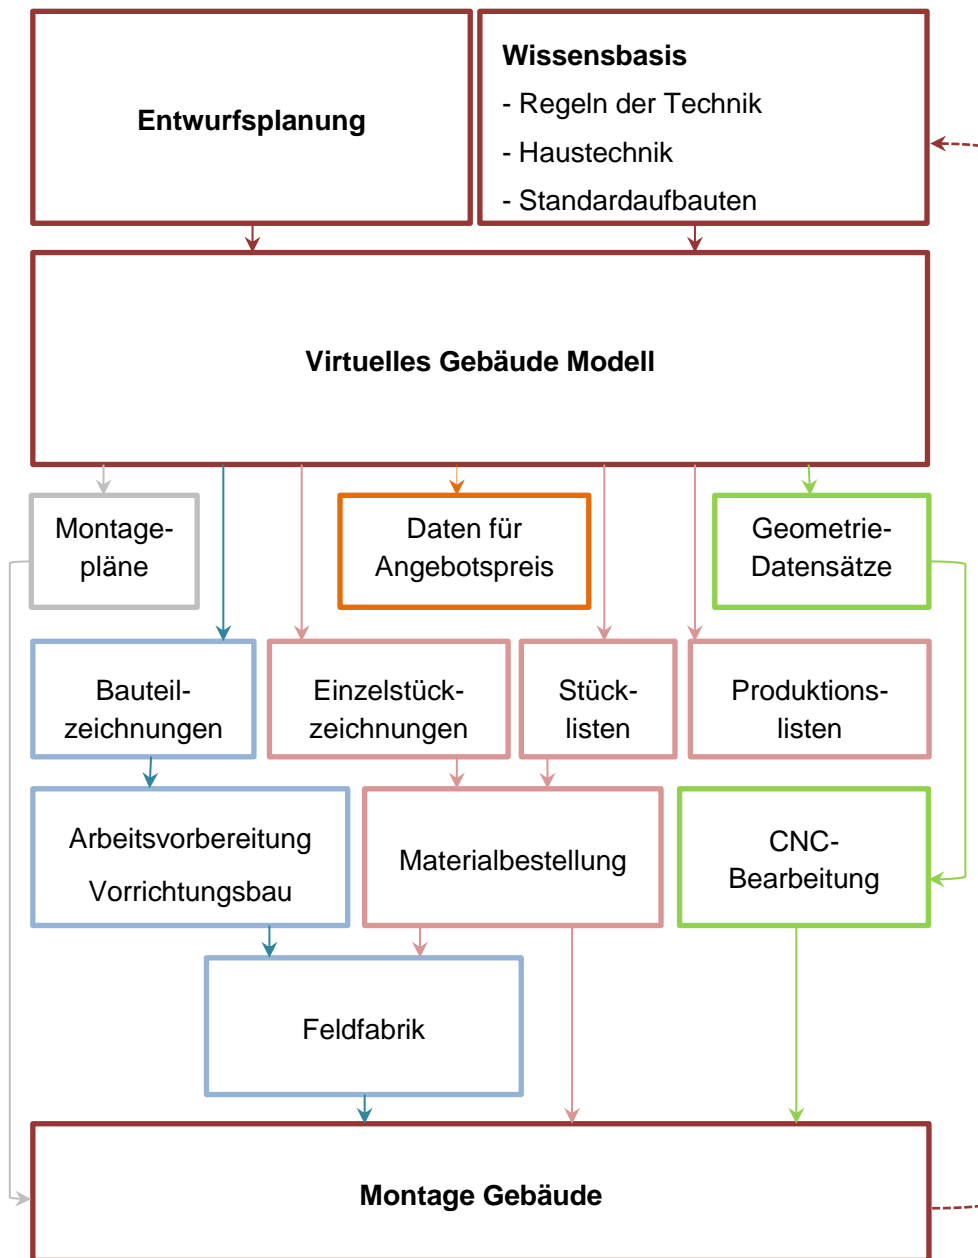 Entwurfsplanung
Wissensbasis
- Regeln der Technik
- Haustechnik
- Standardaufbauten
Virtuelles Gebäude Modell
Montage-
pläne
Daten für
Angebotspreis
Geometrie-
Datensätze
Bauteil-
zeichnungen
Einzelstück-
zeichnungen
Stück-
listen
Produktions-
listen
Arbeitsvorbereitung
Vorrichtungsbau
Materialbestellung
CNC-
Bearbeitung
Feldfabrik
Montage Gebäude